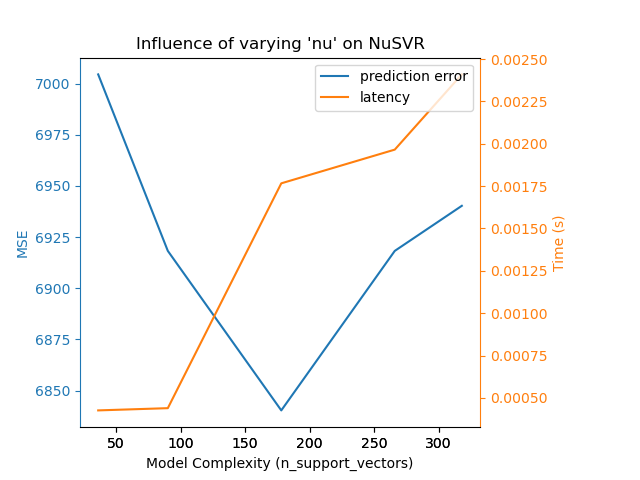 Influence of varying 'nu' on NuSVR
prediction error
latency
7000
6975
6950
6925
6900
6875
6850
MSE
0.00250
0.00225
0.00200
0.00175
0.00150
0.00125
0.00100
0.00075
0.00050
Time (s)
50 100 150 200 250 300
Model Complexity (n_support_vectors)